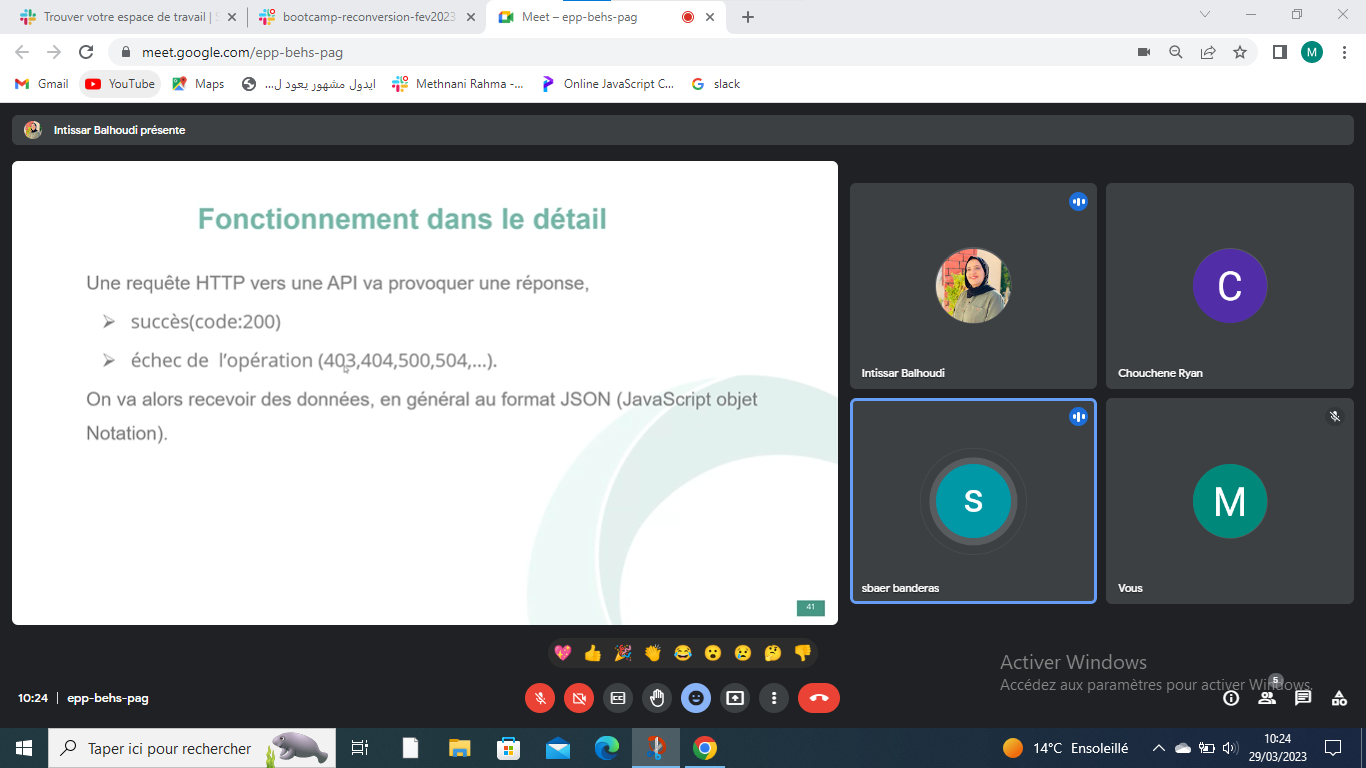 Trouver votre espace de travail | S
bootcamp-reconversion-fev2023
Meet – epp-behs-pag
meet.google.com/epp-behs-pag
M
Gmail
YouTube
Maps
ايدول مشهور يعود ل...
Methnani Rahma -...
Online JavaScript C...
slack
Intissar Balhoudi présente
Fonctionnement dans le détail
Une requête HTTP vers une API va provoquer une réponse,
succès(code:200)
échec de l'opération (403,404,500,504,...).
On va alors recevoir des données, en général au format JSON (JavaScript objet
Notation).
41
Intissar Balhoudi
C
Chouchene Ryan
S
sbaer banderas
M
Vous
Activer Windows
Accédez aux paramètres pour activer Windows.
10:24 | epp-behs-pag
5
Taper ici pour rechercher
14°C Ensoleillé
10:24
29/03/2023